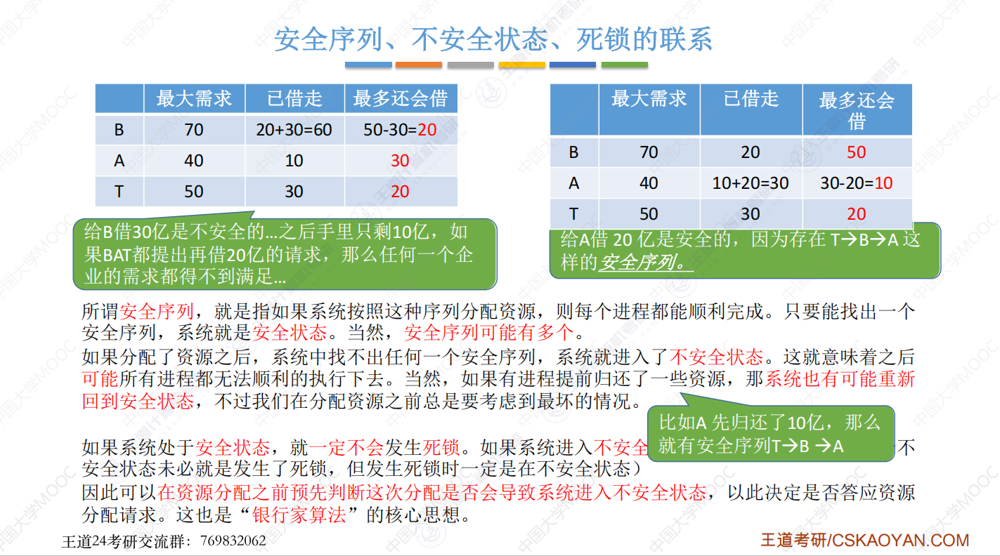 安全序列、不安全状态、死锁的联系
最大需求 已借走 最多还会借
B 70 20+30=60 50-30=20
A 40 10 30
T 50 30 20
给B借30亿是不安全的…之后手里只剩10亿，如
果BAT都提出再借20亿的请求，那么任何一个企
业的需求都得不到满足…
最大需求 已借走 最多还会
借
B 70 20 50
A 40 10+20=30 30-20=10
T 50 30 20
给A借 20 亿是安全的，因为存在 T→B→A 这
样的安全序列。
所谓安全序列，就是指如果系统按照这种序列分配资源，则每个进程都能顺利完成。只要能找出一个
安全序列，系统就是安全状态。当然，安全序列可能有多个。
如果分配了资源之后，系统中找不出任何一个安全序列，系统就进入了不安全状态。这就意味着之后
可能所有进程都无法顺利的执行下去。当然，如果有进程提前归还了一些资源，那系统也有可能重新
回到安全状态，不过我们在分配资源之前总是要考虑到最坏的情况。
比如A 先归还了10亿，那么
就有安全序列T→B →A
如果系统处于安全状态，就一定不会发生死锁。如果系统进入不安全 不
安全状态未必就是发生了死锁，但发生死锁时一定是在不安全状态）
因此可以在资源分配之前预先判断这次分配是否会导致系统进入不安全状态，以此决定是否答应资源
分配请求。这也是“银行家算法”的核心思想。
王道24考研交流群：769832062
王道考研/CSKAOYAN.COM